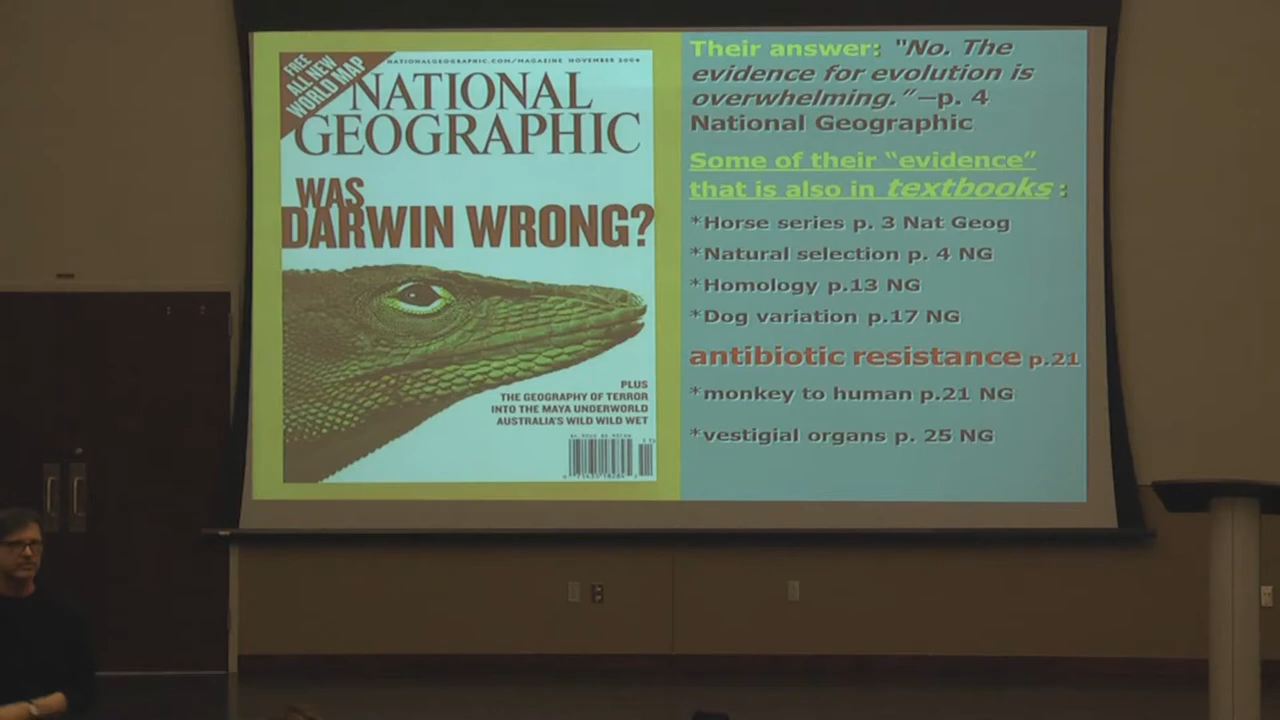 FREE
ALL NEW
WORLD MAP
NATIONALGEOGRAPHIC.COM/MAGAZINE NOVEMBER 2004
NATIONAL
GEOGRAPHIC
WAS
DARWIN WRONG?
PLUS
THE GEOGRAPHY OF TERROR
INTO THE MAYA UNDERWORLD
AUSTRALIA'S WILD WILD WET
Their answer: "No. The
evidence for evolution is
overwhelming." —p. 4
National Geographic
Some of their "evidence"
that is also in textbooks :
*Horse series p. 3 Nat Geog
*Natural selection p. 4 NG
*Homology p.13 NG
*Dog variation p.17 NG
antibiotic resistance p.21
*monkey to human p.21 NG
*vestigial organs p. 25 NG